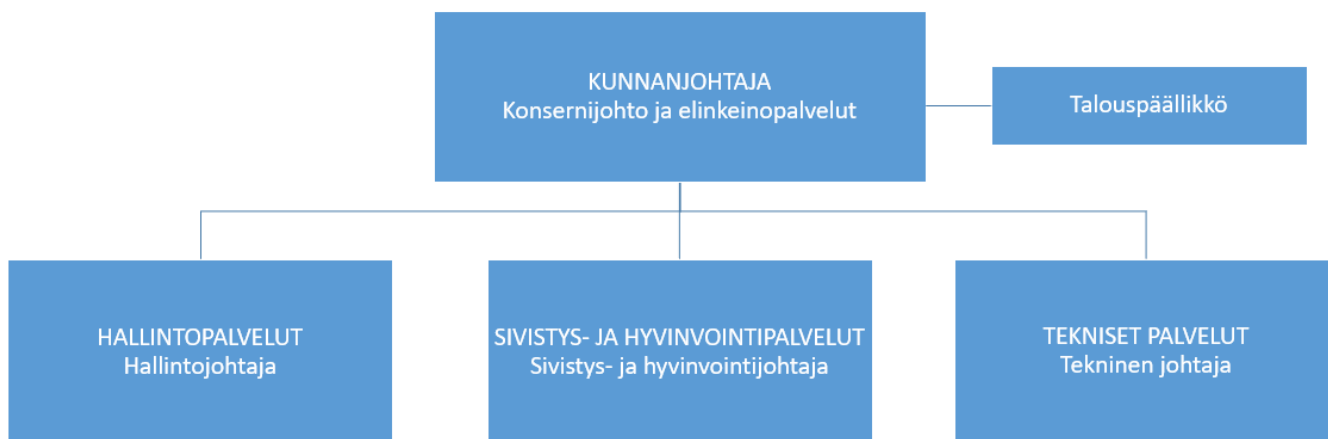 KUNNANJOHTAJA
Konsernijohto ja elinkeinopalvelut
Talouspäällikkö
HALLINTOPALVELUT
Hallintojohtaja
SIVISTYS- JA HYVINVOINTIPALVELUT
Sivistys- ja hyvinvointijohtaja
TEKNISET PALVELUT
Tekninen johtaja